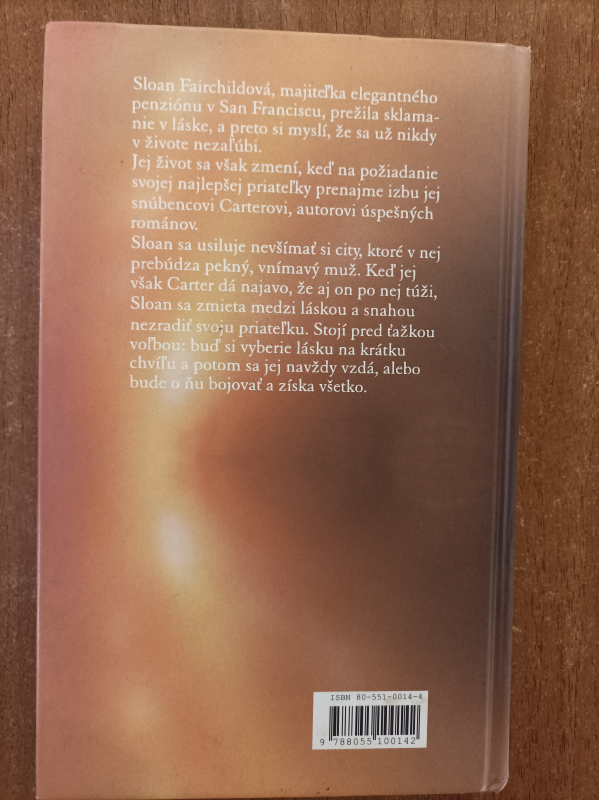 Sloan Fairchildová, majiteľka elegantného
penziónu v San Franciscu, prežila sklama-
nie v láske, a preto si myslí, že sa už nikdy
v živote nezaľúbi.
Jej život sa však zmení, keď na požiadanie
svojej najlepšej priateľky prenajme izbu jej
snúbencovi Carterovi, autorovi úspešných
románov.
Sloan sa usiluje nevšímať si city, ktoré v nej
prebúdza pekný, vnímavý muž. Keď jej
však Carter dá najavo, že aj on po nej túži,
Sloan sa zmieta medzi láskou a snahou
nezradiť svoju priateľku. Stojí pred ťažkou
voľbou: buď si vyberie lásku na krátku
chvíľu a potom sa jej navždy vzdá, alebo
bude o ňu bojovať a získa všetko.
ISBN 80-551-0014-4
9 788055 100142